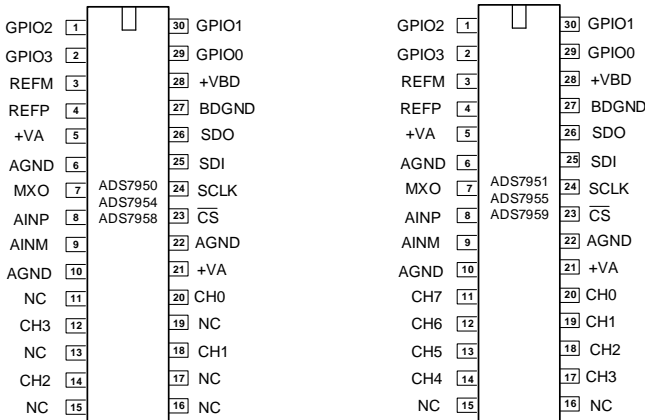 GPIO2 1 30 GPIO1
GPIO3 2 29 GPIO0
REFM 3 28 +VBD
REFP 4 27 BDGND
+VA 5 26 SDO
AGND 6 25 SDI
MXO 7 24 SCLK
AINP 8 23 CS
AINM 9 22 AGND
AGND 10 21 +VA
NC 11 20 CH0
CH3 12 19 NC
NC 13 18 CH1
CH2 14 17 NC
NC 15 16 NC
ADS7950
ADS7954
ADS7958
GPIO2 1 30 GPIO1
GPIO3 2 29 GPIO0
REFM 3 28 +VBD
REFP 4 27 BDGND
+VA 5 26 SDO
AGND 6 25 SDI
MXO 7 24 SCLK
AINP 8 23 CS
AINM 9 22 AGND
AGND 10 21 +VA
CH7 11 20 CH0
CH6 12 19 CH1
CH5 13 18 CH2
CH4 14 17 CH3
NC 15 16 NC
ADS7951
ADS7955
ADS7959